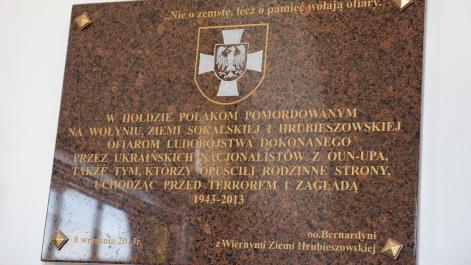 „Nie o zemstę, lecz o pamięć wołają ofiary."
W HOŁDZIE POLAKOM POMORDOWANYM
NA WOŁYNIU, ZIEMI SOKALSKIEJ I HRUBIESZOWSKIEJ
OFIAROM LUDOBÓJSTWA DOKONANEGO
PRZEZ UKRAIŃSKICH NACJONALISTÓW Z OUN-UPA,
TAKŻE TYM, KTÓRZY OPUŚCILI RODZINNE STRONY,
UCHODZĄC PRZED TERROREM I ZAGŁADĄ
1943-2013
8 września 2013r.
oo.Bernardyni
z Wiernymi Ziemi Hrubieszowskiej